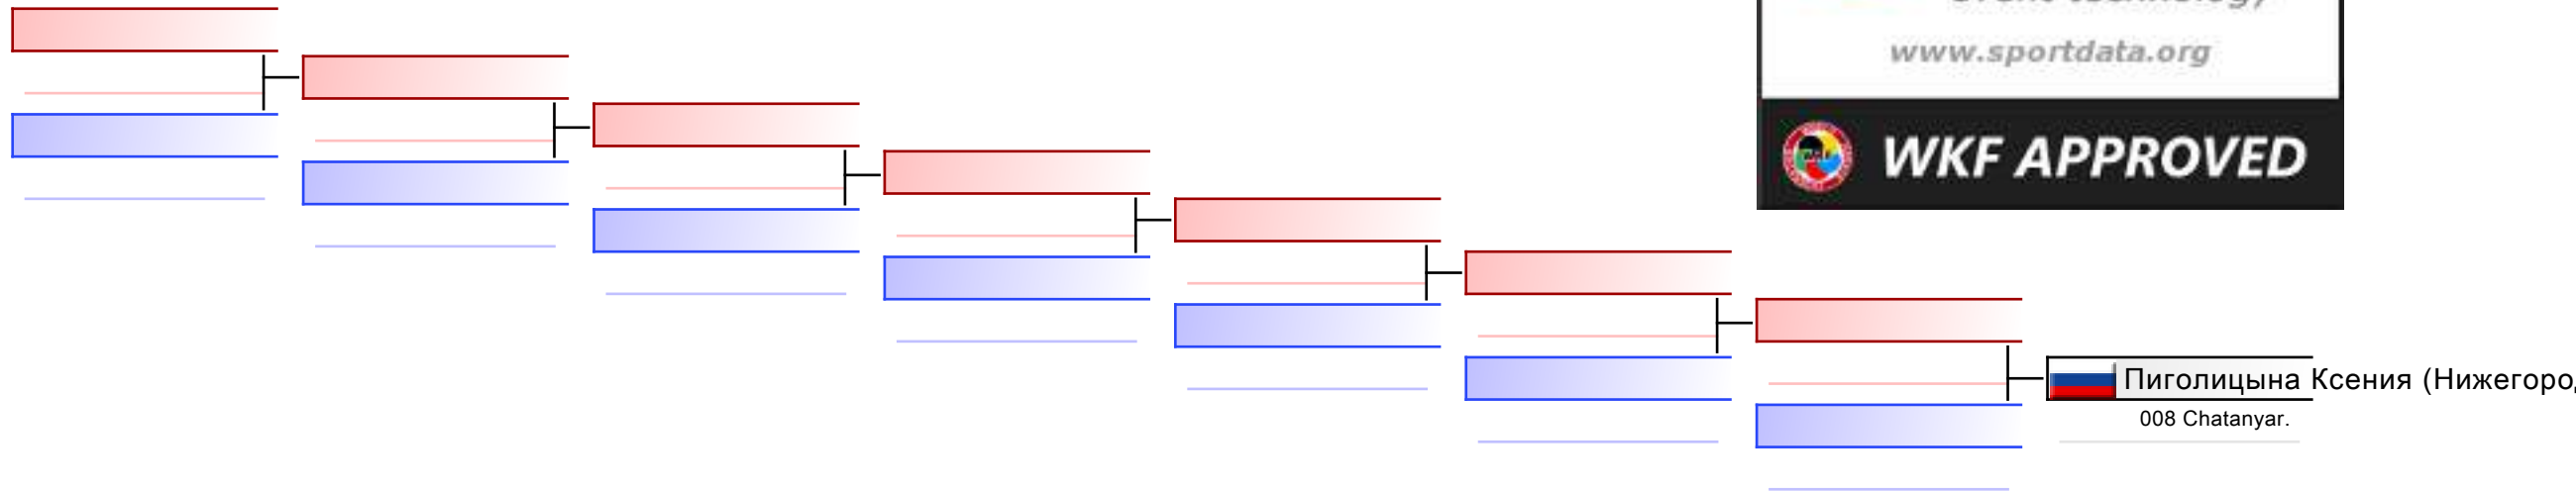 www.sportdata.org
WKF APPROVED
Пиголицына Ксения (Нижегоро
008 Chatanyar.